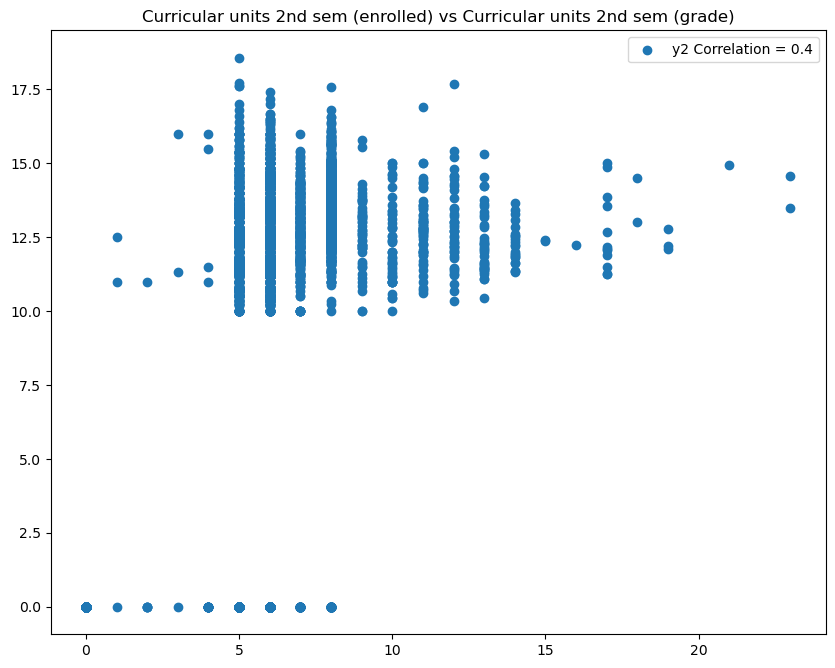 Curricular units 2nd sem (enrolled) vs Curricular units 2nd sem (grade)
y2 Correlation = 0.4
17.5
15.0
12.5
10.0
7.5
5.0
2.5
0.0
0 5 10 15 20